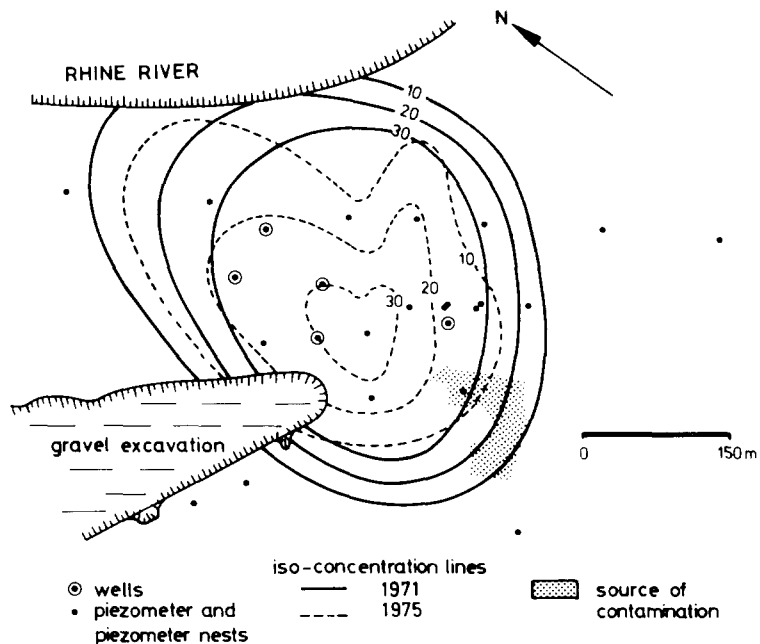 N
RHINE RIVER
10
20
30
10
20
30
gravel excavation
0 150 m
iso-concentration lines
wells
1971
source of
piezometer and
1975
contamination
piezometer nests